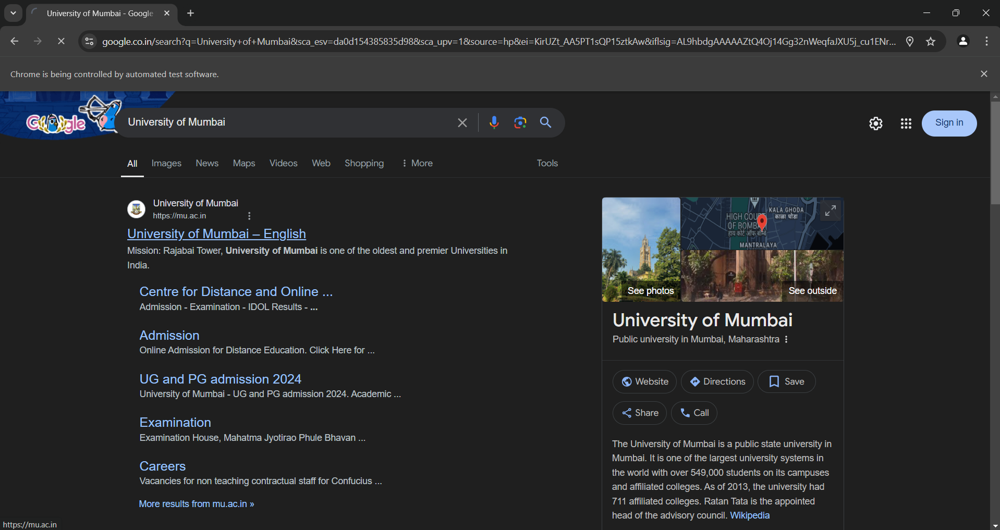 University of Mumbai - Google
google.co.in/search?q=University+of+Mumbai&sca_esv=da0d154385835d98&sca_upv=1&source=hp&ei=KirUZt_AA5PT1sQP15ztkAw&iflsig=AL9hbdgAAAAAZtQ4Oj14Gg32nWeqfaJXU5j_cu1ENr...
Chrome is being controlled by automated test software.
Google
University of Mumbai
Sign in
All Images News Maps Videos Web Shopping More Tools
University of Mumbai
https://mu.ac.in
University of Mumbai – English
Mission: Rajabai Tower, University of Mumbai is one of the oldest and premier Universities in
India.
Centre for Distance and Online ...
Admission - Examination - IDOL Results - ...
Admission
Online Admission for Distance Education. Click Here for ...
UG and PG admission 2024
University of Mumbai - UG and PG admission 2024. Academic ...
Examination
Examination House, Mahatma Jyotirao Phule Bhavan ...
Careers
Vacancies for non teaching contractual staff for Confucius ...
More results from mu.ac.in »
KALA GHODA
काळा घोडा
HIGH COU
OF BOMBA
हाय कोर्ट ऑफ
MANTRALAYA
See photos
See outside
University of Mumbai
Public university in Mumbai, Maharashtra
Website Directions Save
Share Call
The University of Mumbai is a public state university in
Mumbai. It is one of the largest university systems in
the world with over 549,000 students on its campuses
and affiliated colleges. As of 2013, the university had
711 affiliated colleges. Ratan Tata is the appointed
head of the advisory council. Wikipedia
https://mu.ac.in